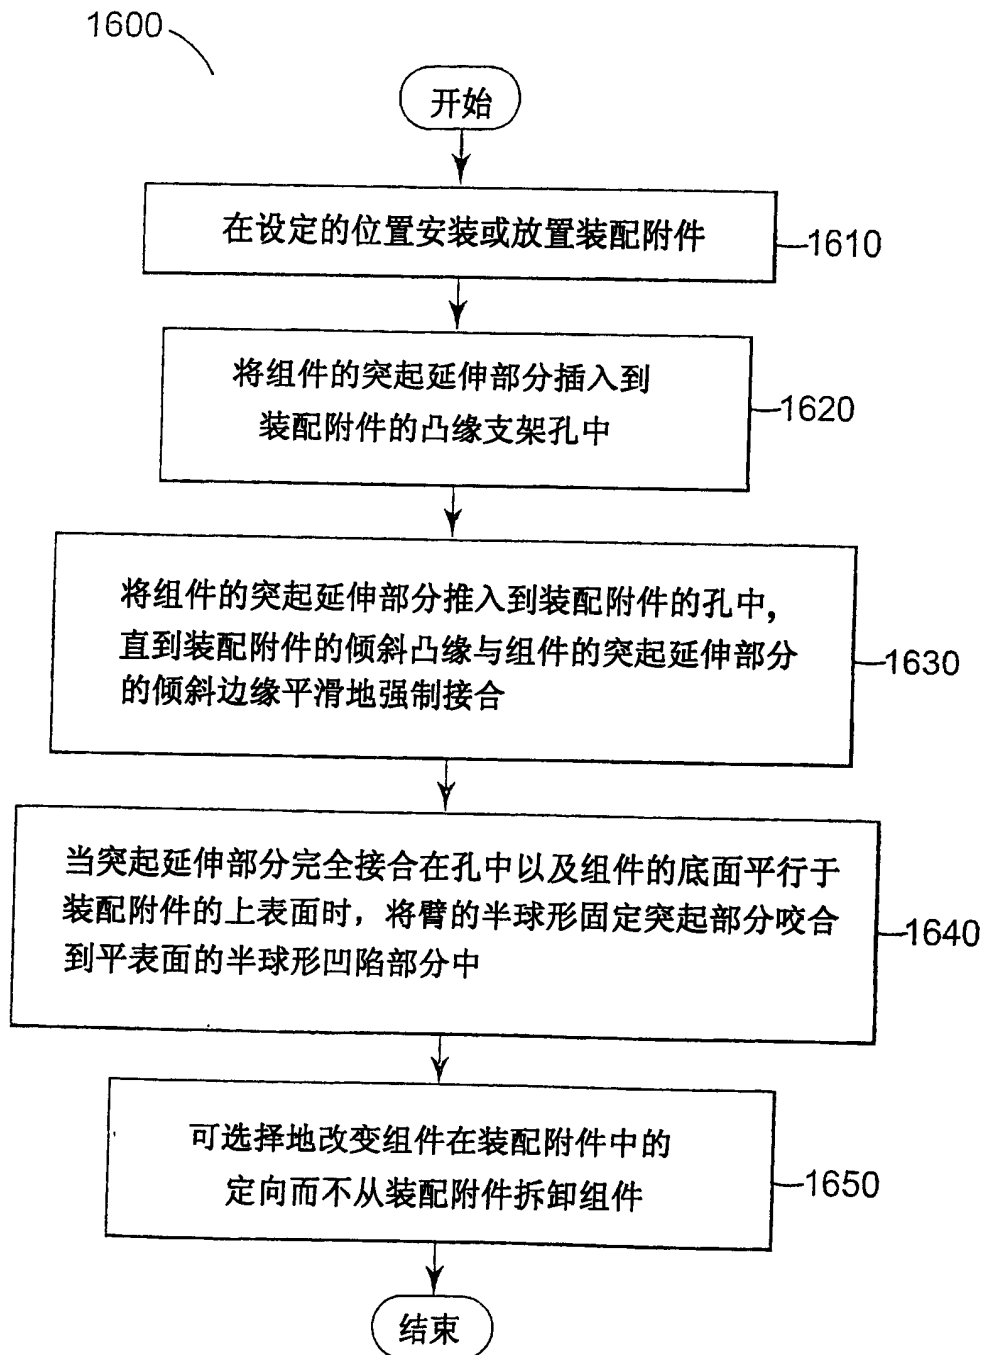 1600
开始
在设定的位置安装或放置装配附件
1610
将组件的突起延伸部分插入到
装配附件的凸缘支架孔中
1620
将组件的突起延伸部分推入到装配附件的孔中,
直到装配附件的倾斜凸缘与组件的突起延伸部分
的倾斜边缘平滑地强制接合
1630
当突起延伸部分完全接合在孔中以及组件的底面平行于
装配附件的上表面时，将臂的半球形固定突起部分咬合
到平表面的半球形凹陷部分中
1640
可选择地改变组件在装配附件中的
定向而不从装配附件拆卸组件
1650
结束